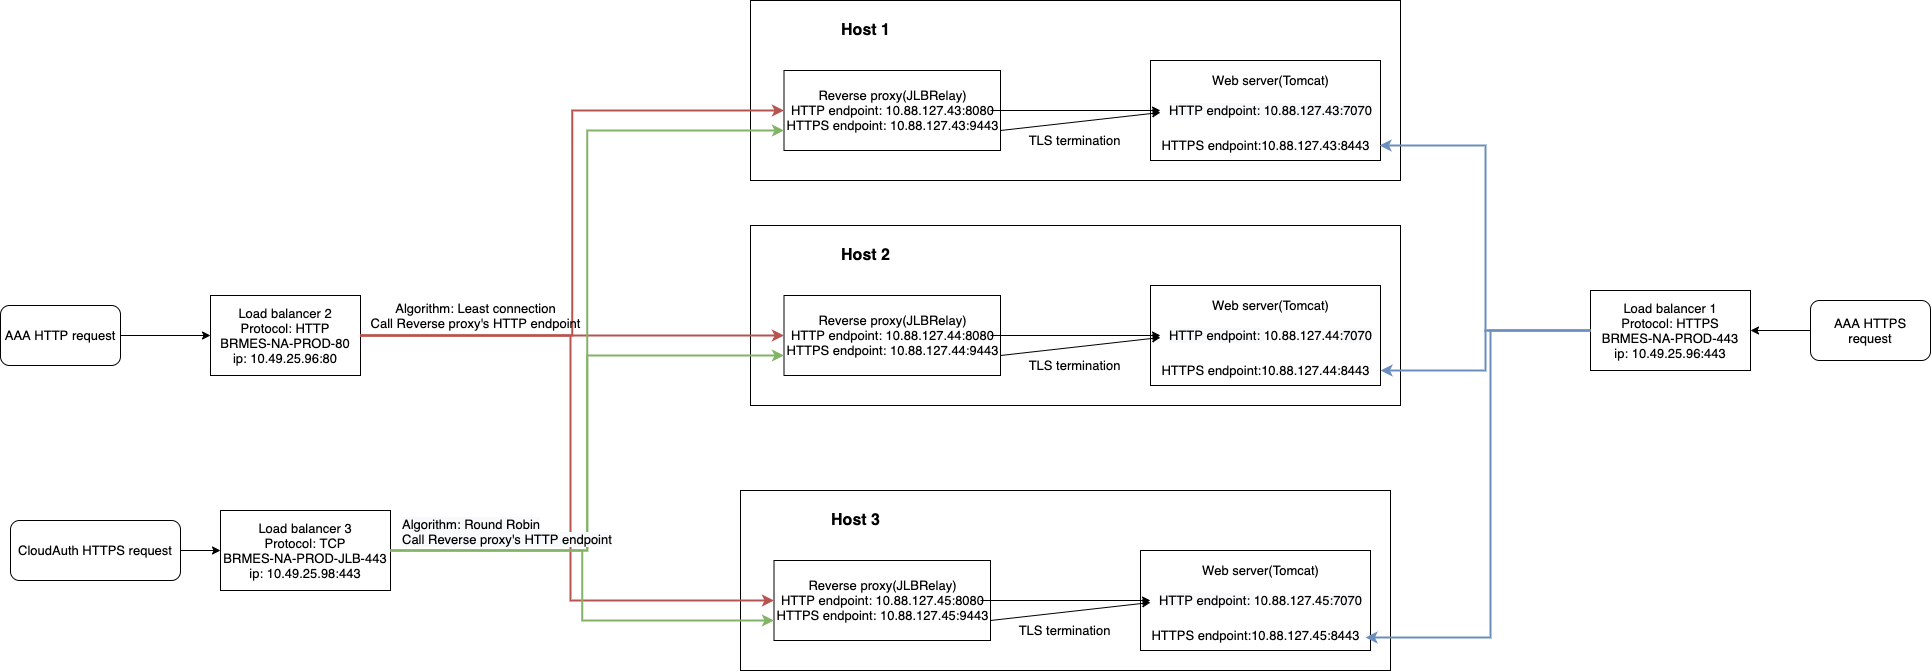 Host 1
Reverse proxy(JLBRelay)
HTTP endpoint: 10.88.127.43:8080
HTTPS endpoint: 10.88.127.43:9443
TLS termination
Web server(Tomcat)
HTTP endpoint: 10.88.127.43:7070
HTTPS endpoint:10.88.127.43:8443
Host 2
Reverse proxy(JLBRelay)
HTTP endpoint: 10.88.127.44:8080
HTTPS endpoint: 10.88.127.44:9443
TLS termination
Web server(Tomcat)
HTTP endpoint: 10.88.127.44:7070
HTTPS endpoint:10.88.127.44:8443
AAA HTTP request
Load balancer 2
Protocol: HTTP
BRMES-NA-PROD-80
ip: 10.49.25.96:80
Algorithm: Least connection
Call Reverse proxy's HTTP endpoint
Load balancer 1
Protocol: HTTPS
BRMES-NA-PROD-443
ip: 10.49.25.96:443
AAA HTTPS
request
CloudAuth HTTPS request
Load balancer 3
Protocol: TCP
BRMES-NA-PROD-JLB-443
ip: 10.49.25.98:443
Algorithm: Round Robin
Call Reverse proxy's HTTP endpoint
Host 3
Reverse proxy(JLBRelay)
HTTP endpoint: 10.88.127.45:8080
HTTPS endpoint: 10.88.127.45:9443
TLS termination
Web server(Tomcat)
HTTP endpoint: 10.88.127.45:7070
HTTPS endpoint:10.88.127.45:8443